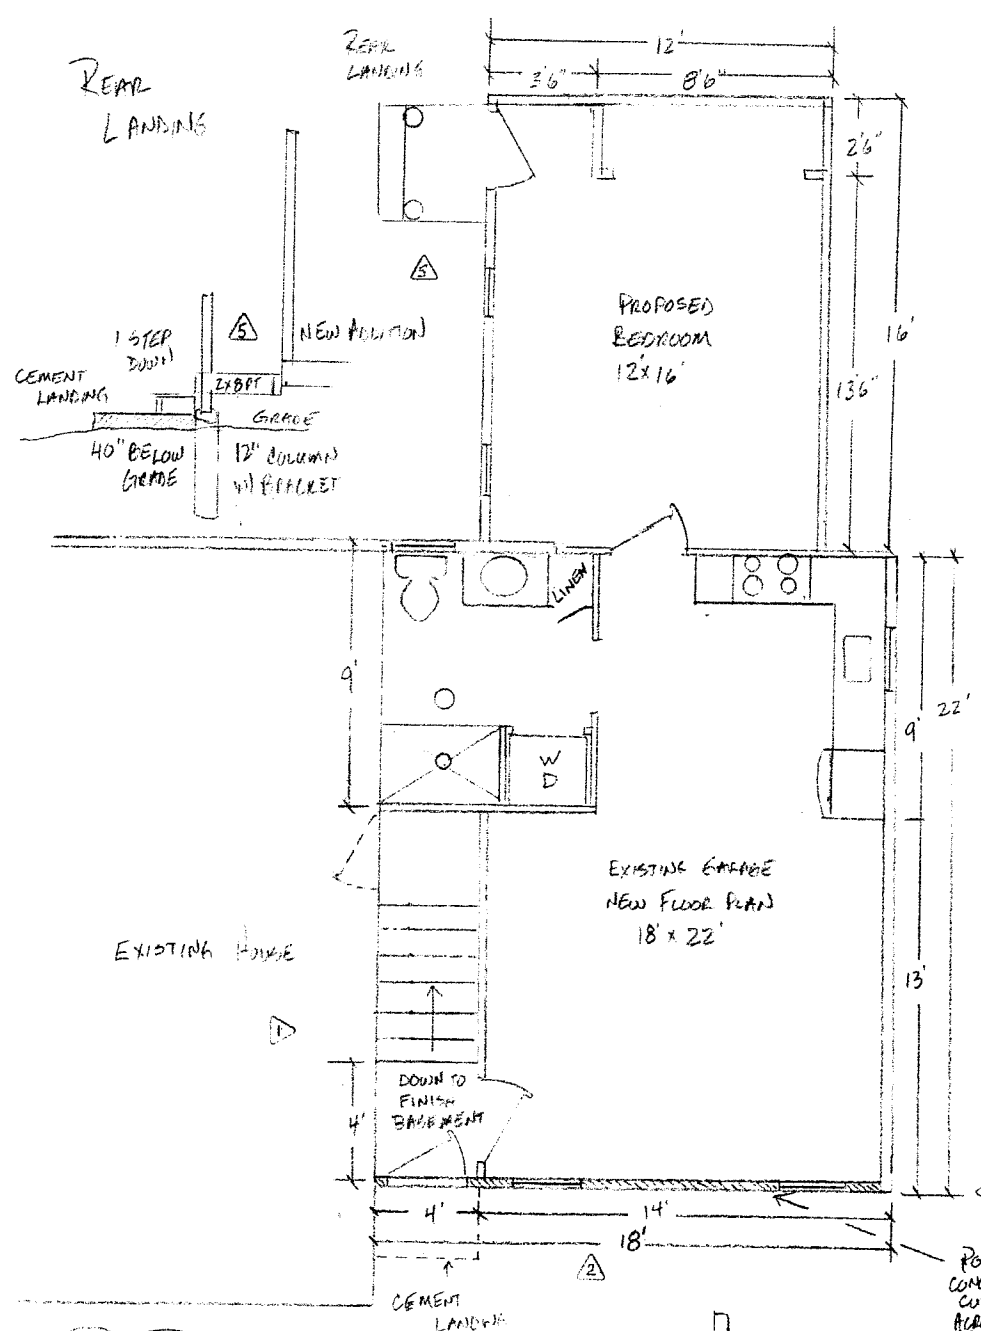 REAR
LANDING
REAR
LANDING
12'
3'6"
8'6"
2'6"
5
5
1 STEP
DOWN
NEW ADDITION
CEMENT
LANDING
2x8 PT
GRADE
40" BELOW
GRADE
12" COLUMN
W/ BRACKET
PROPOSED
BEDROOM
12'x16'
16'
13'6"
LINEN
9'
W
D
9'
22'
EXISTING GARAGE
NEW FLOOR PLAN
18' x 22'
EXISTING HOUSE
1
13'
DOWN TO
FINISH
BASEMENT
4'
4'
14'
18'
2
CEMENT
LANDING